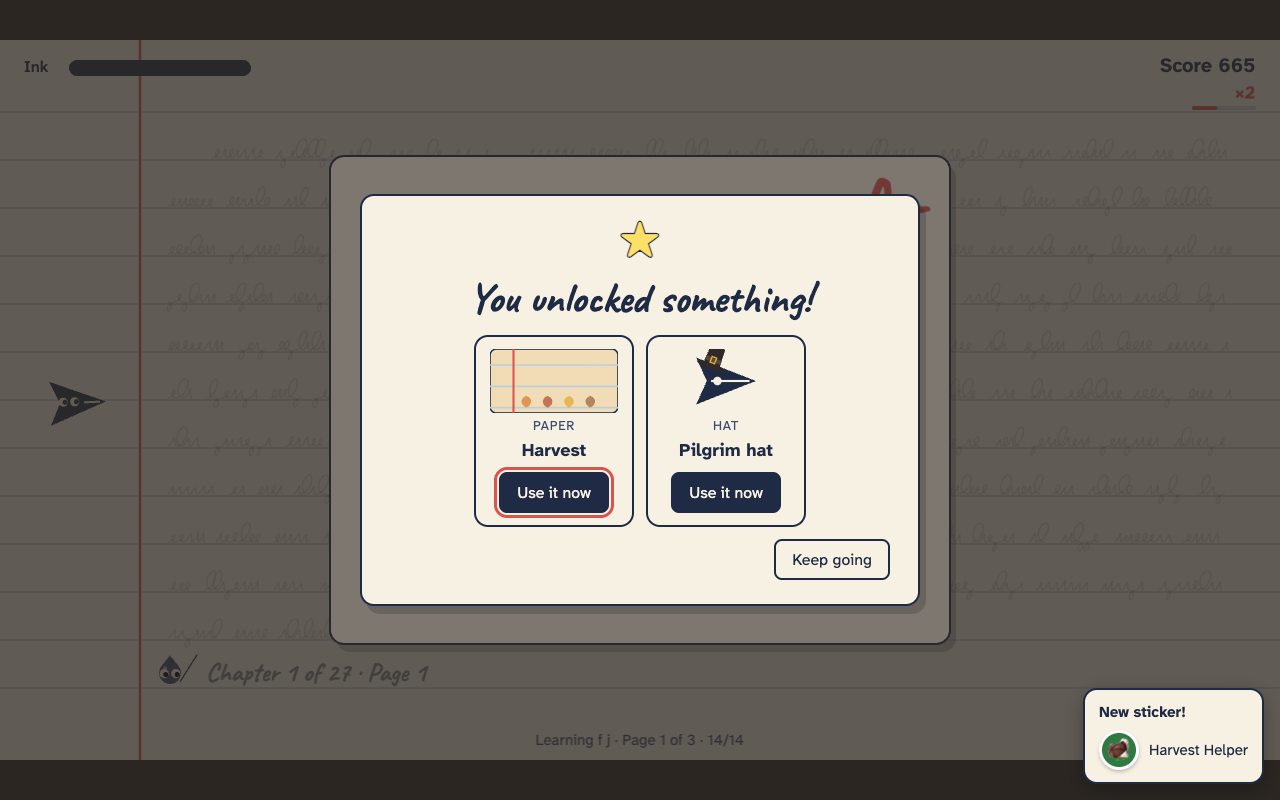 Ink
Score 665
×2
You unlocked something!
PAPER
Harvest
Use it now
HAT
Pilgrim hat
Use it now
Keep going
Chapter 1 of 27 · Page 1
Learning f j · Page 1 of 3 · 14/14
New sticker!
Harvest Helper